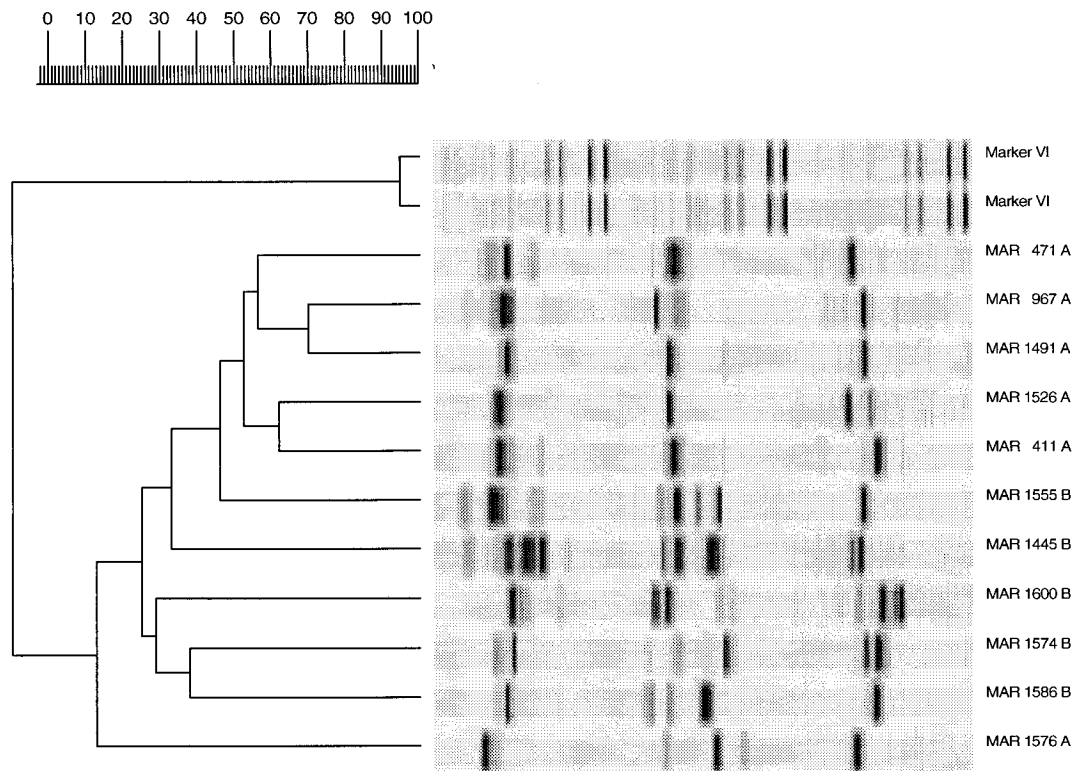 0 10 20 30 40 50 60 70 80 90 100
Marker VI
Marker VI
MAR 471 A
MAR 967 A
MAR 1491 A
MAR 1526 A
MAR 411 A
MAR 1555 B
MAR 1445 B
MAR 1600 B
MAR 1574 B
MAR 1586 B
MAR 1576 A